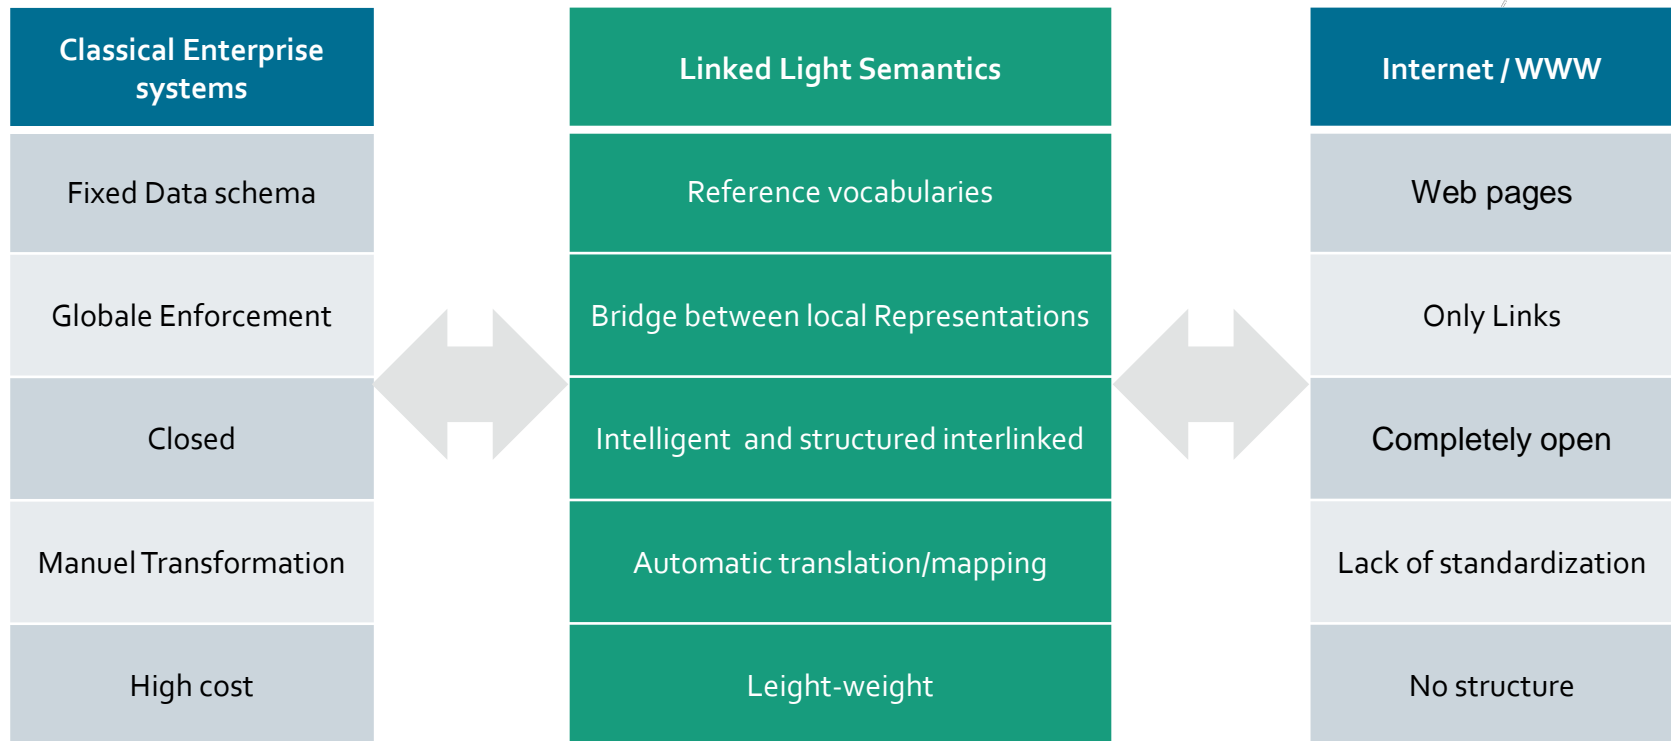 Classical Enterprise
systems
Linked Light Semantics
Internet / WWW
Fixed Data schema
Reference vocabularies
Web pages
Globale Enforcement
Bridge between local Representations
Only Links
Closed
Intelligent and structured interlinked
Completely open
Manuel Transformation
Automatic translation/mapping
Lack of standardization
High cost
Leight-weight
No structure